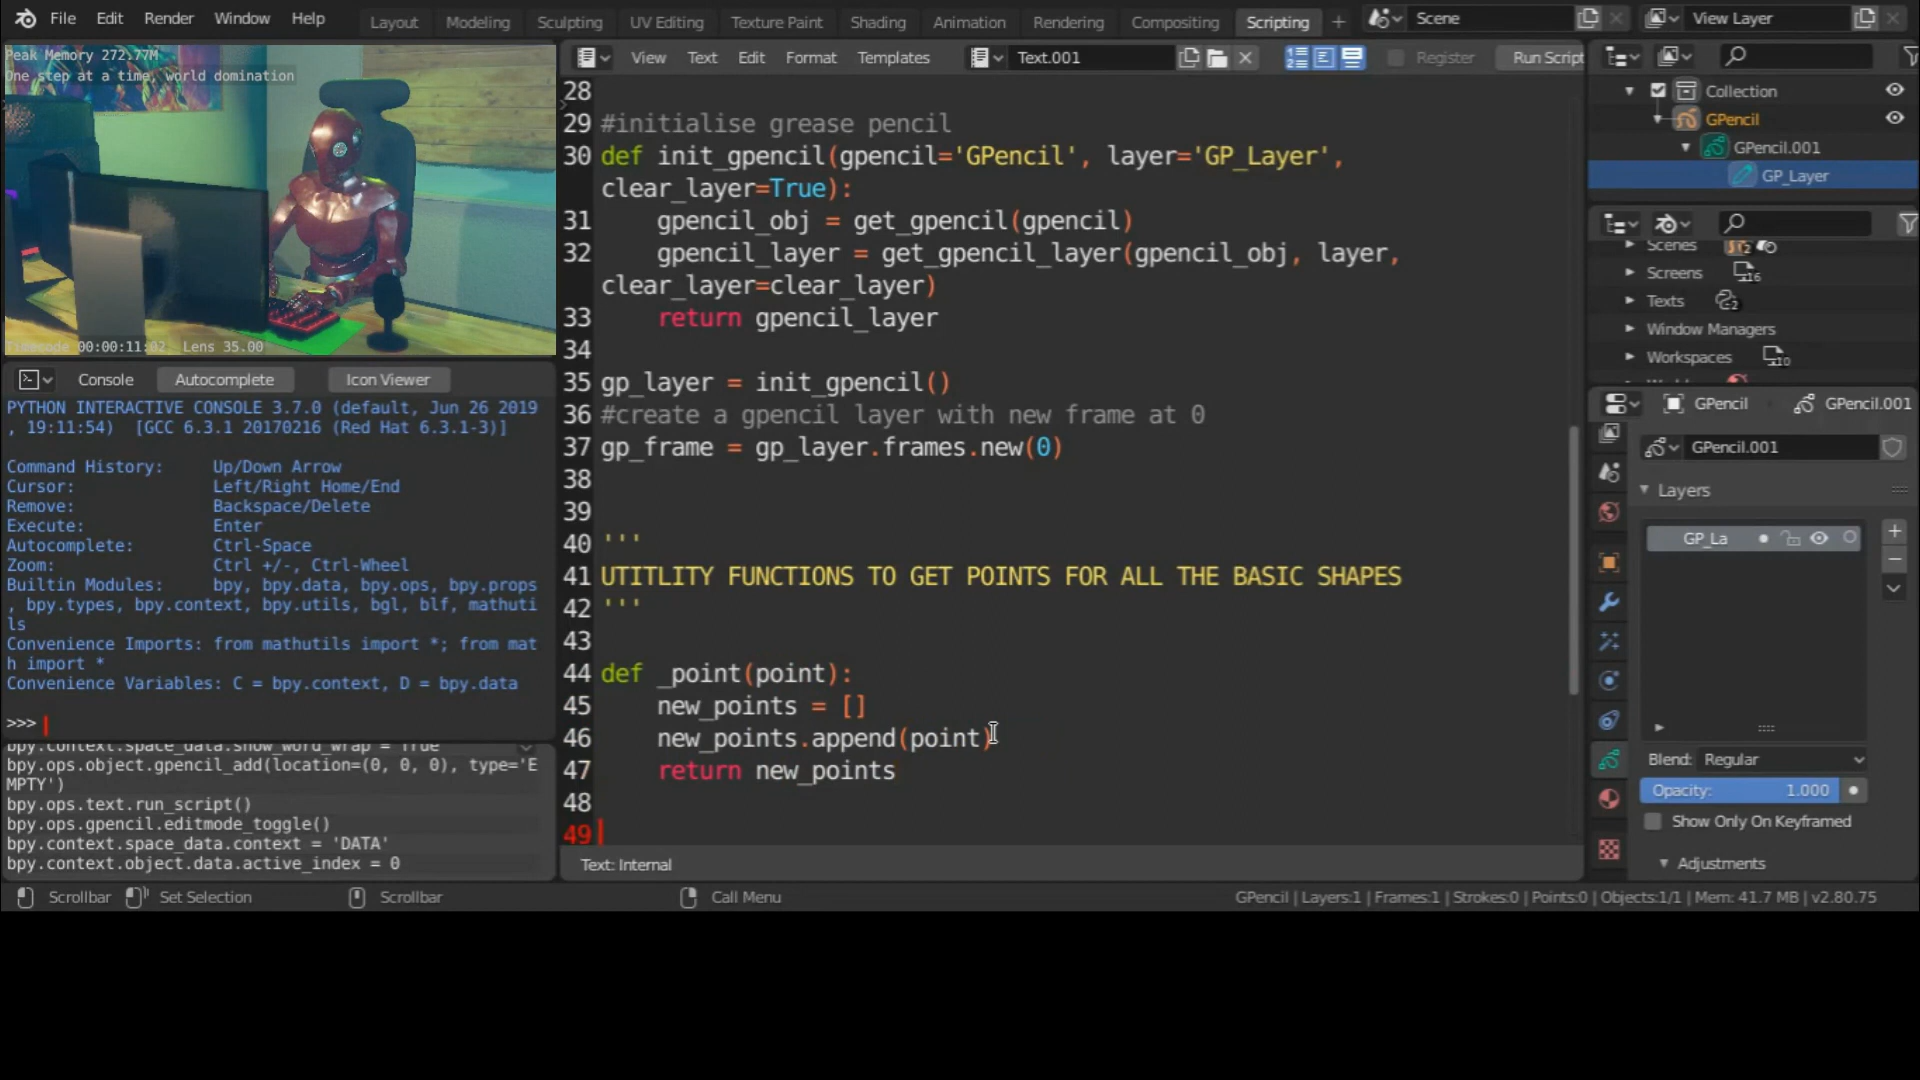 File Edit Render Window Help
Layout Modeling Sculpting UV Editing Texture Paint Shading Animation Rendering Compositing Scripting +
Scene
View Layer
Peak Memory 272.77M
One step at a time, world domination
Timecode 00:00:11:02 Lens 35.00
View Text Edit Format Templates
Text.001
Register
Run Script
28
29 #initialise grease pencil
30 def init_gpencil(gpencil='GPencil', layer='GP_Layer',
clear_layer=True):
31 gpencil_obj = get_gpencil(gpencil)
32 gpencil_layer = get_gpencil_layer(gpencil_obj, layer,
clear_layer=clear_layer)
33 return gpencil_layer
34
35 gp_layer = init_gpencil()
36 #create a gpencil layer with new frame at 0
37 gp_frame = gp_layer.frames.new(0)
38
39
40 '''
41 UTITLITY FUNCTIONS TO GET POINTS FOR ALL THE BASIC SHAPES
42 '''
43
44 def _point(point):
45 new_points = []
46 new_points.append(point)
47 return new_points
48
49
Text: Internal
Console Autocomplete Icon Viewer
PYTHON INTERACTIVE CONSOLE 3.7.0 (default, Jun 26 2019
, 19:11:54) [GCC 6.3.1 20170216 (Red Hat 6.3.1-3)]
Command History: Up/Down Arrow
Cursor: Left/Right Home/End
Remove: Backspace/Delete
Execute: Enter
Autocomplete: Ctrl-Space
Zoom: Ctrl +/-, Ctrl-Wheel
Builtin Modules: bpy, bpy.data, bpy.ops, bpy.props
, bpy.types, bpy.context, bpy.utils, bgl, blf, mathuti
ls
Convenience Imports: from mathutils import *; from mat
h import *
Convenience Variables: C = bpy.context, D = bpy.data
>>>
bpy.context.space_data.show_word_wrap = True
bpy.ops.object.gpencil_add(location=(0, 0, 0), type='E
MPTY')
bpy.ops.text.run_script()
bpy.ops.gpencil.editmode_toggle()
bpy.context.space_data.context = 'DATA'
bpy.context.object.data.active_index = 0
Collection
GPencil
GPencil.001
GP_Layer
Scenes 2
Screens 16
Texts 2
Window Managers
Workspaces 10
GPencil GPencil.001
GPencil.001
Layers
GP_La
Blend: Regular
Opacity: 1.000
Show Only On Keyframed
Adjustments
Scrollbar Set Selection Scrollbar Call Menu
GPencil | Layers:1 | Frames:1 | Strokes:0 | Points:0 | Objects:1/1 | Mem: 41.7 MB | v2.80.75